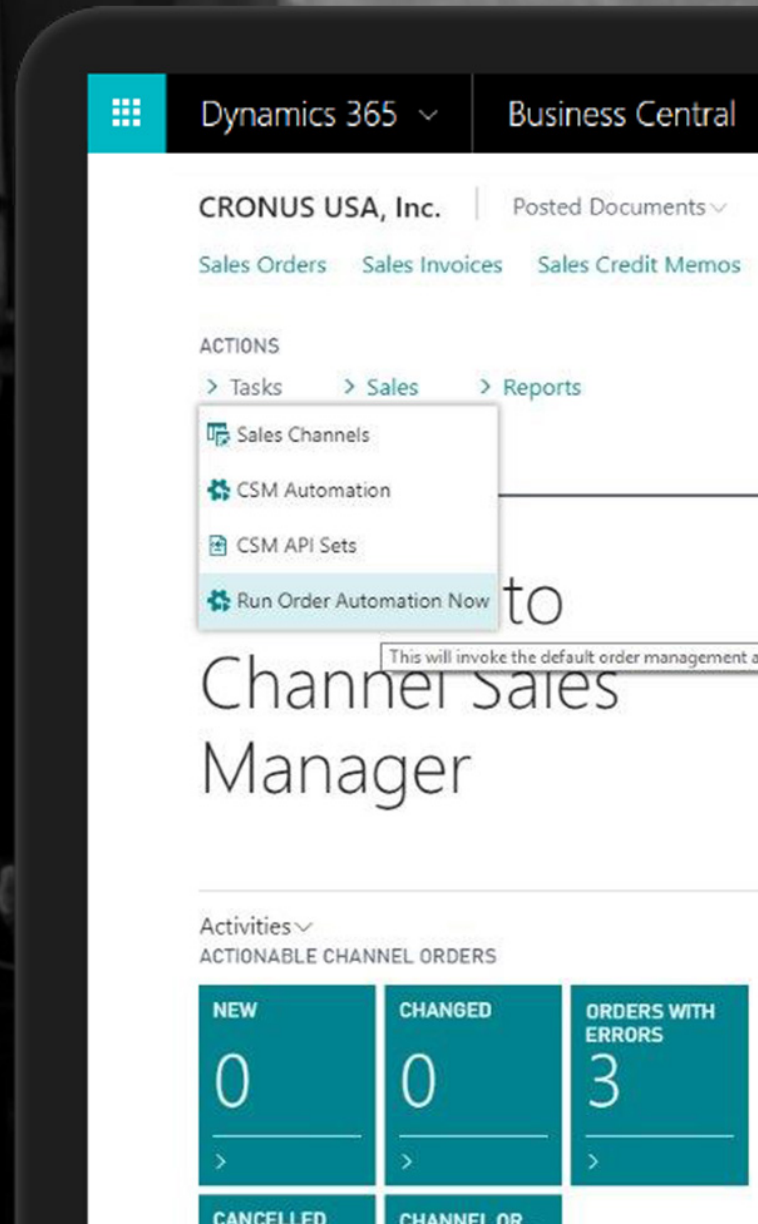 Dynamics 365 Business Central
CRONUS USA, Inc. Posted Documents
Sales Orders Sales Invoices Sales Credit Memos
ACTIONS
> Tasks > Sales > Reports
Sales Channels
CSM Automation
CSM API Sets
Run Order Automation Now to
This will invoke the default order management a
Channel Sales
Manager
Activities
ACTIONABLE CHANNEL ORDERS
NEW CHANGED ORDERS WITH
ERRORS
0 0 3
> > >
CANCELLED CHANNEL OR